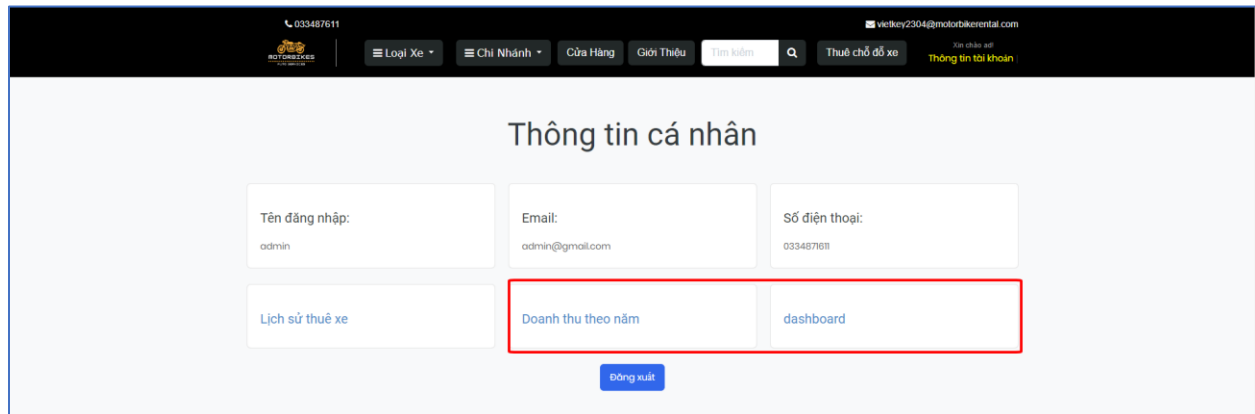 033487611
vietkey2304@motorbikerental.com
MOTORBIKES
Loại Xe
Chi Nhánh
Cửa Hàng
Giới Thiệu
Tìm kiếm
Thuê chỗ đỗ xe
Xin chào ad!
Thông tin tài khoản
Thông tin cá nhân
Tên đăng nhập:
Email:
Số điện thoại:
admin
admin@gmail.com
0334871611
Lịch sử thuê xe
Doanh thu theo năm
dashboard
Đăng xuất